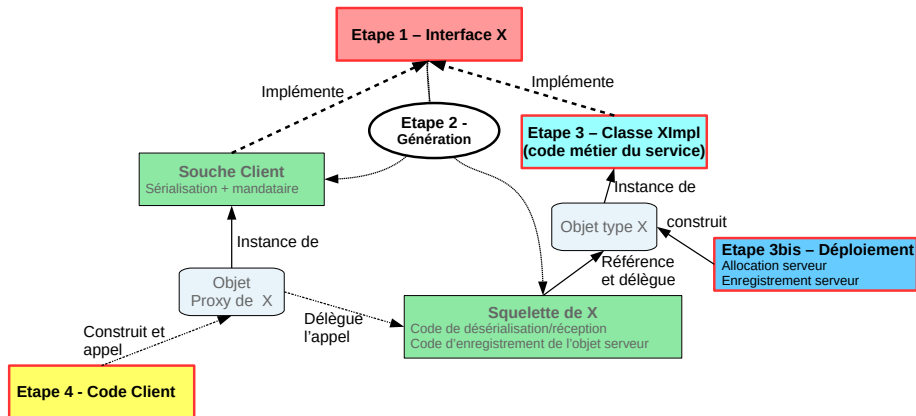 Etape 1 – Interface X
Implémente
Implémente
Etape 2 -
Génération
Etape 3 – Classe XImpl
(code métier du service)
Souche Client
Sérialisation + mandataire
Instance de
Objet type X
construit
Instance de
Etape 3bis – Déploiement
Allocation serveur
Enregistrement serveur
Référence
et délègue
Objet
Proxy de  X
Squelette de X
Code de désérialisation/réception
Code d'enregistrement de l'objet serveur
Délègue
l'appel
Construit et
appel
Etape 4 - Code Client